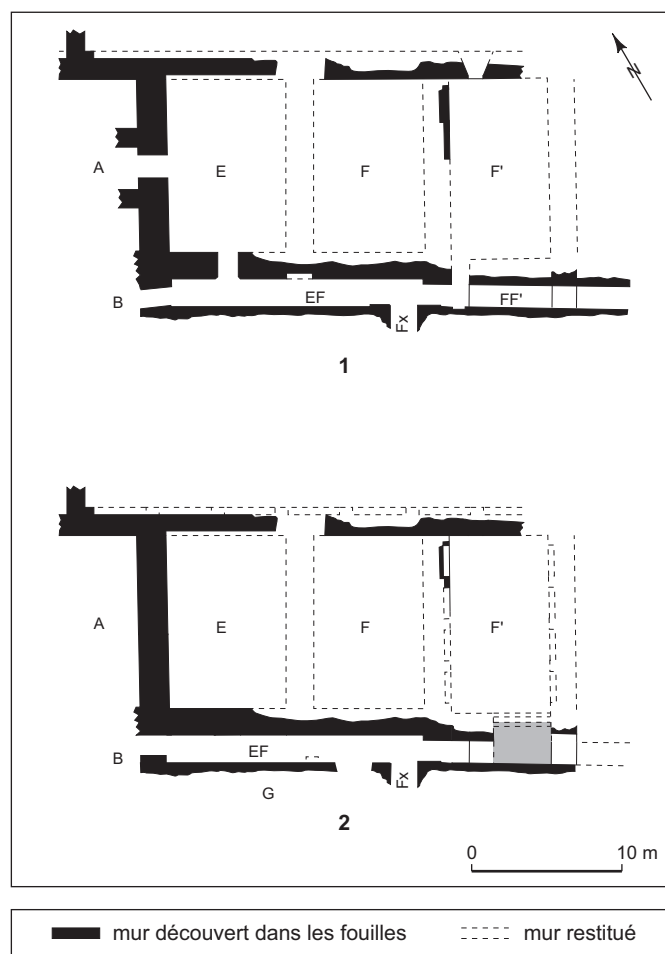 N
A
E
F
F'
B
EF
Fx
FF'
1
A
E
F
F'
B
EF
Fx
G
2
0 10 m
mur découvert dans les fouilles mur restitué